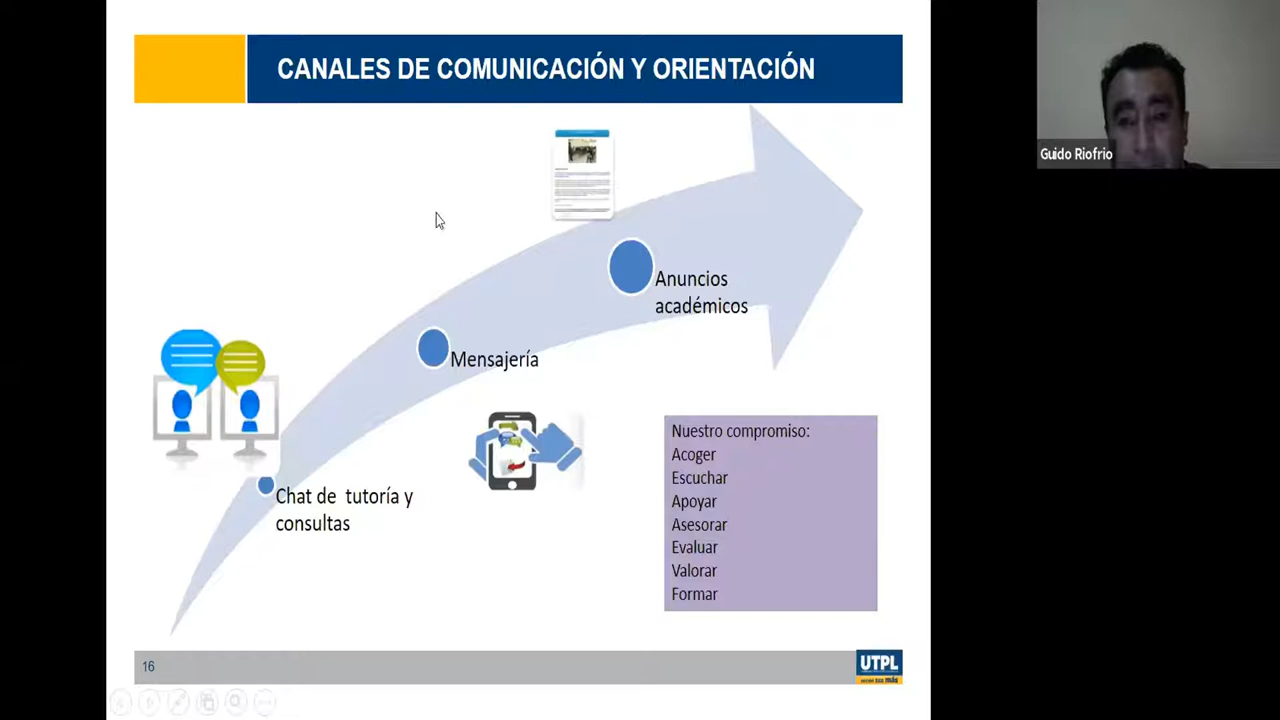 CANALES DE COMUNICACIÓN Y ORIENTACIÓN
Guido Riofrio
Anuncios
académicos
Mensajería
Chat de tutoría y
consultas
Nuestro compromiso:
Acoger
Escuchar
Apoyar
Asesorar
Evaluar
Valorar
Formar
16
UTPL